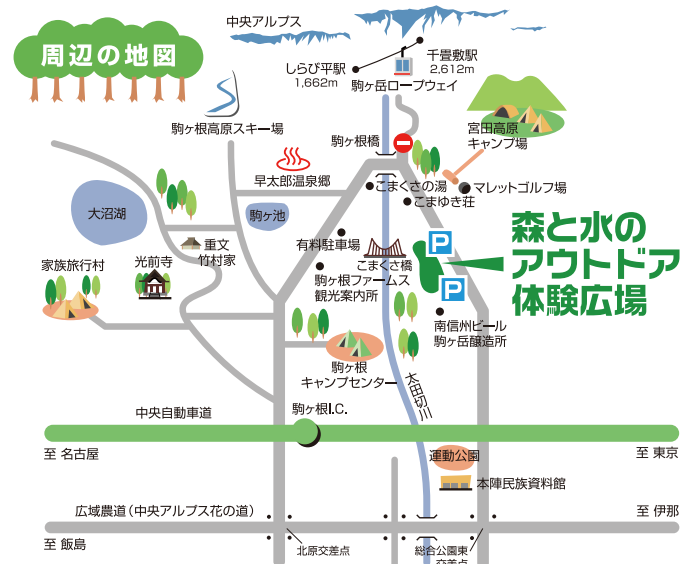 中央アルプス
周辺の地図
千畳敷駅
2,612m
しらび平駅
1,662m
駒ヶ岳ロープウェイ
駒ヶ根高原スキー場
駒ヶ根橋
宮田高原
キャンプ場
早太郎温泉郷
こまくさの湯
マレットゴルフ場
こまゆき荘
大沼湖
駒ヶ池
重文
竹村家
有料駐車場
こまくさ橋
P
森と水の
アウトドア
体験広場
家族旅行村
光前寺
駒ヶ根ファームス
観光案内所
P
南信州ビール
駒ヶ岳醸造所
駒ヶ根
キャンプセンター
太田切川
中央自動車道
駒ヶ根I.C.
至 名古屋
至 東京
運動公園
本陣民族資料館
広域農道（中央アルプス花の道）
至 伊那
至 飯島
北原交差点
総合公園東
交差点